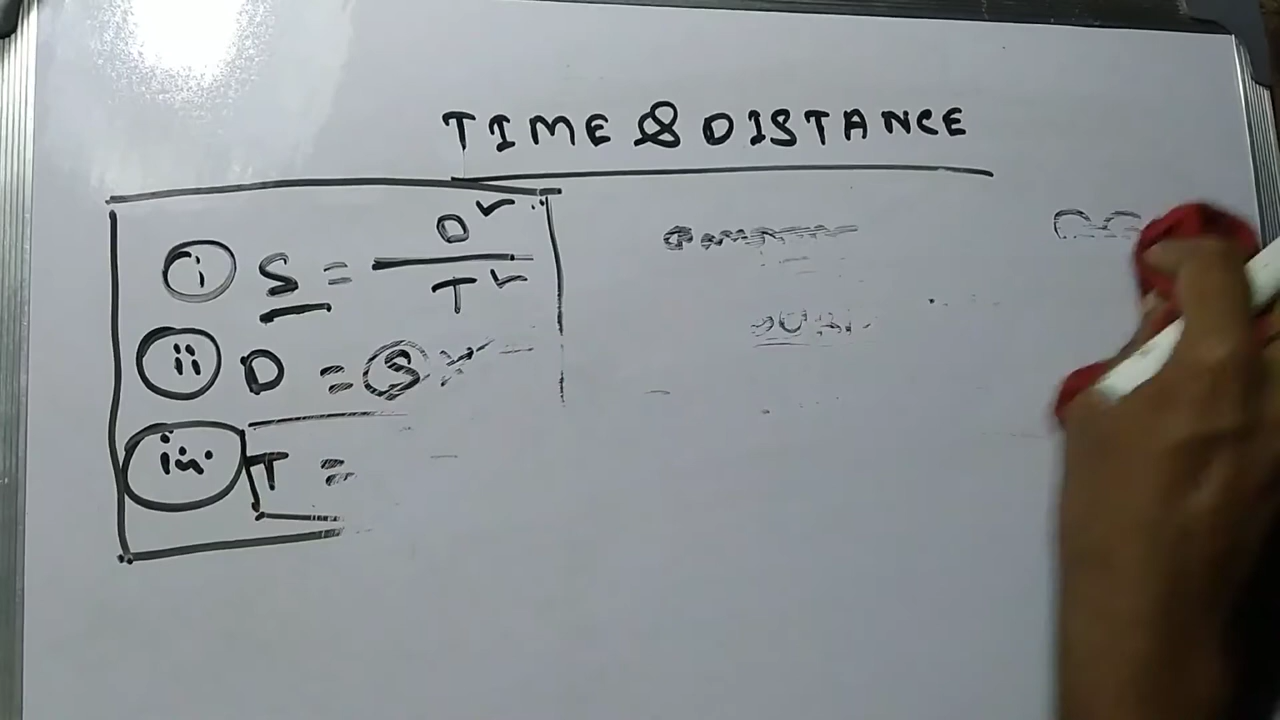 TIME & DISTANCE
i S = D / T
ii D = S ×
iii T =